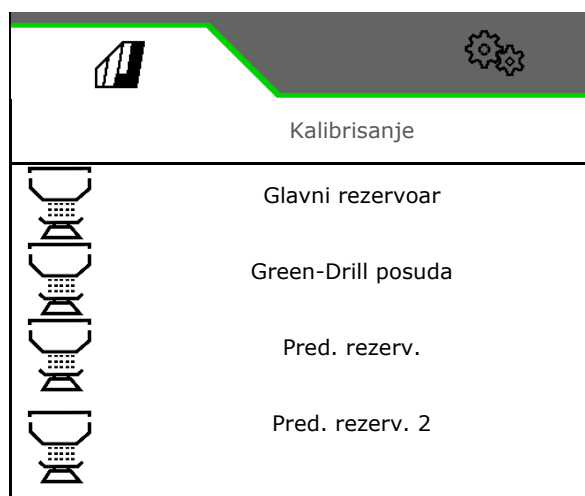 Kalibrisanje
Glavni rezervoar
Green-Drill posuda
Pred. rezerv.
Pred. rezerv. 2